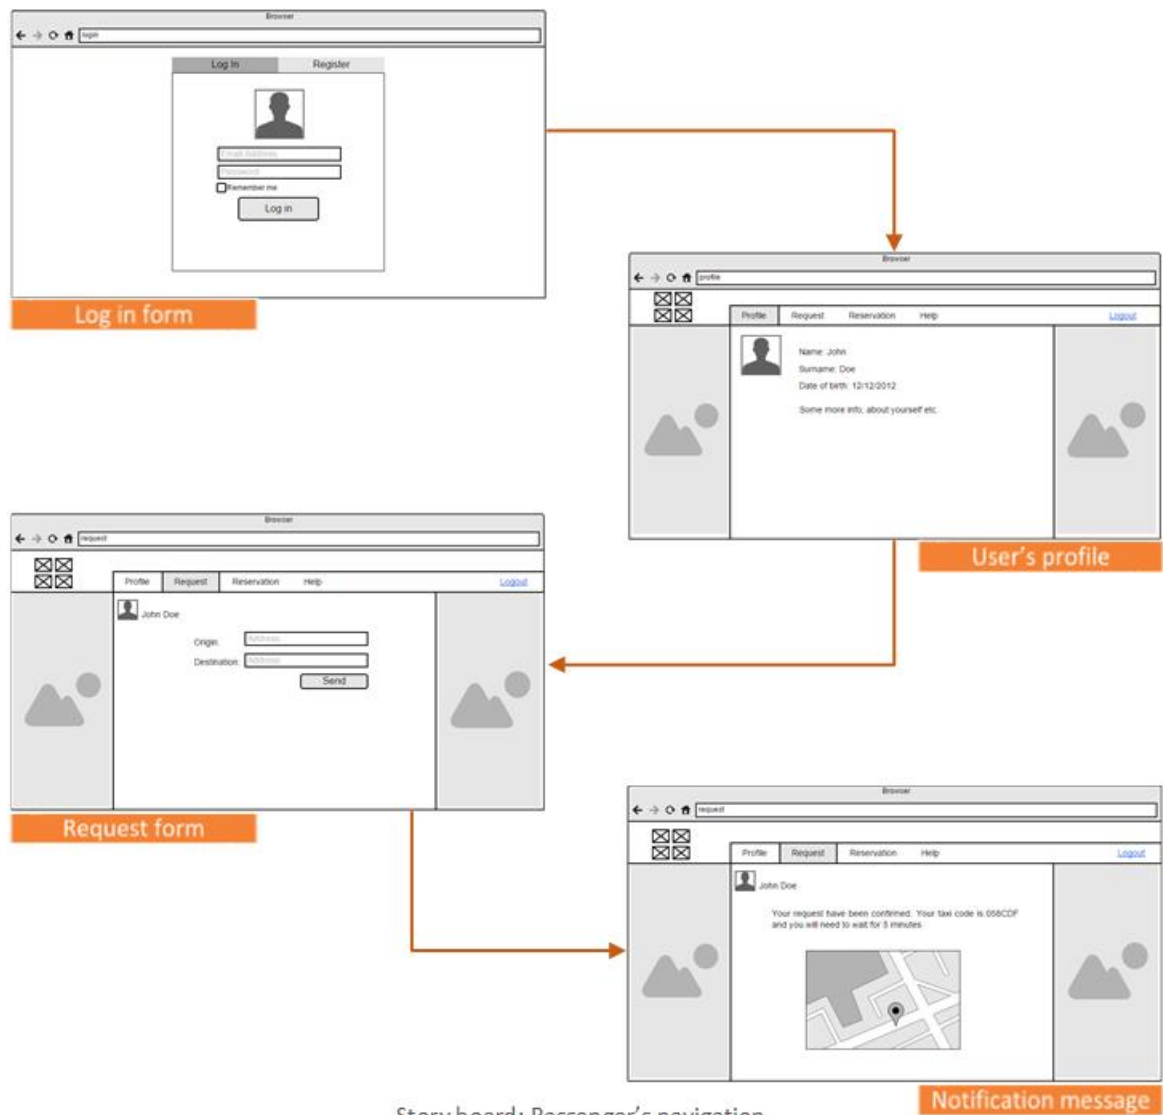 Browser
login
Log In Register
Email Address
Password
Remember me
Log in
Log in form
Browser
profile
Profile Request Reservation Help Logout
Name: John
Surname: Doe
Date of birth: 12/12/2012
Some more info, about yourself etc.
User's profile
Browser
request
Profile Request Reservation Help Logout
John Doe
Origin: Address
Destination: Address
Send
Request form
Browser
request
Profile Request Reservation Help Logout
John Doe
Your request have been confirmed. Your taxi code is 058CDF
and you will need to wait for 5 minutes
Notification message
Story board: Passenger's navigation